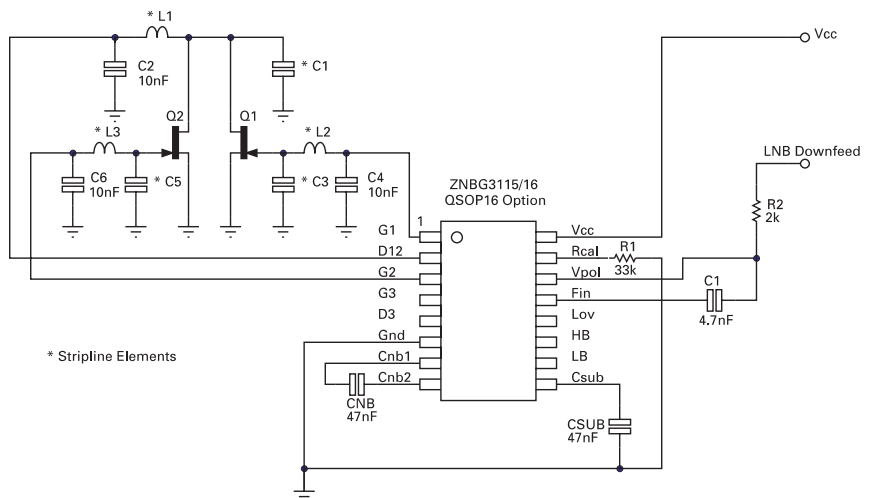 * L1
Vcc
C2
10nF
* C1
Q2
Q1
* L3
* L2
LNB Downfeed
C6
10nF
* C5
* C3
C4
10nF
ZNBG3115/16
QSOP16 Option
R2
2k
G1
1
Vcc
D12
Rcal
R1
33k
G2
Vpol
G3
Fin
C1
4.7nF
D3
Lov
Gnd
HB
* Stripline Elements
Cnb1
LB
Cnb2
Csub
CNB
47nF
CSUB
47nF